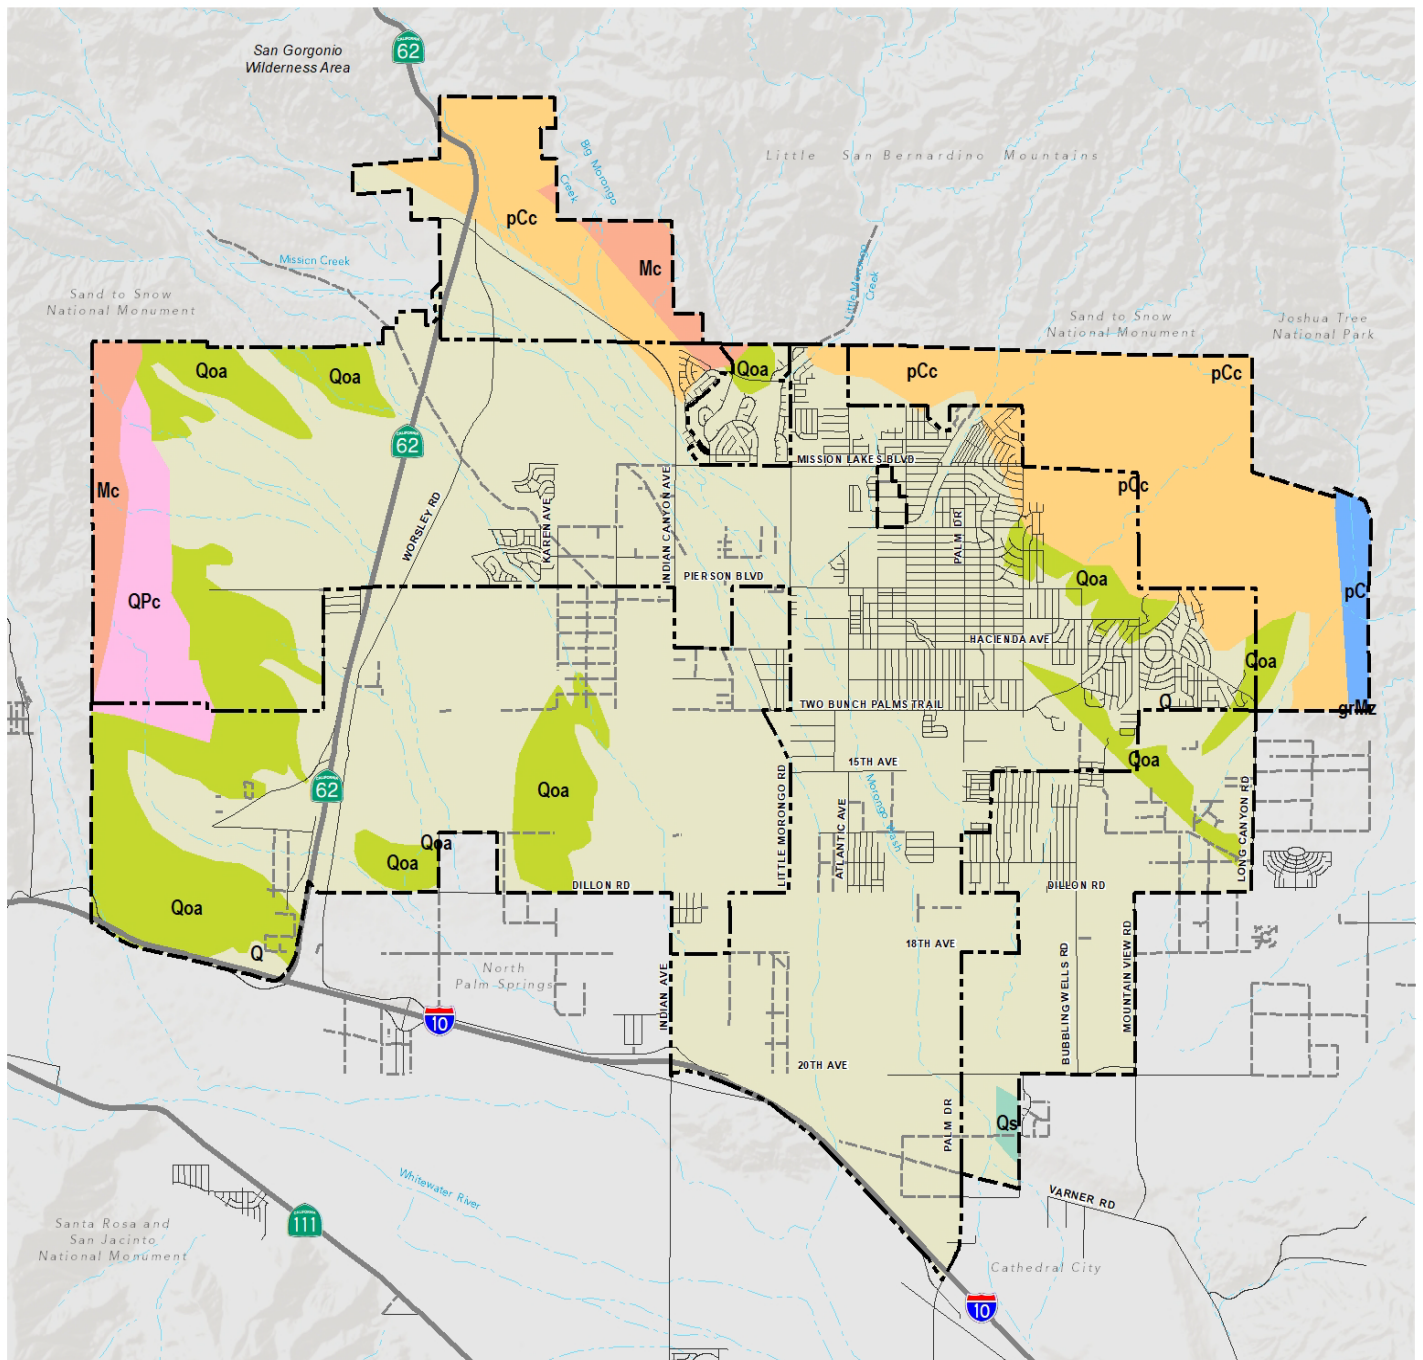 San Gorgonio
Wilderness Area
CALIFORNIA
62
Big Morongo
Creek
Little San Bernardino Mountains
pCc
Mission Creek
Mc
Little Morongo
Creek
Sand to Snow
National Monument
Sand to Snow
National Monument
Joshua Tree
National Park
Qoa
Qoa
Qoa
pCc
pCc
CALIFORNIA
62
MISSION LAKES BLVD
Mc
pCc
WORSLEY RD
KAREN AVE
INDIAN CANYON AVE
PALM DR
PIERSON BLVD
Qoa
QPc
pC
HACIENDA AVE
Qoa
Q
TWO BUNCH PALMS TRAIL
grMz
15TH AVE
Qoa
CALIFORNIA
62
Qoa
LITTLE MORONGO RD
ATLANTIC AVE
Morongo Wash
LONG CANYON RD
Qoa
Qoa
DILLON RD
DILLON RD
Qoa
Q
18TH AVE
North
Palm Springs
INDIAN AVE
BUBBLING WELLS RD
MOUNTAIN VIEW RD
10
20TH AVE
PALM DR
Qs
Whitewater River
VARNER RD
CALIFORNIA
111
Santa Rosa and
San Jacinto
National Monument
Cathedral City
10